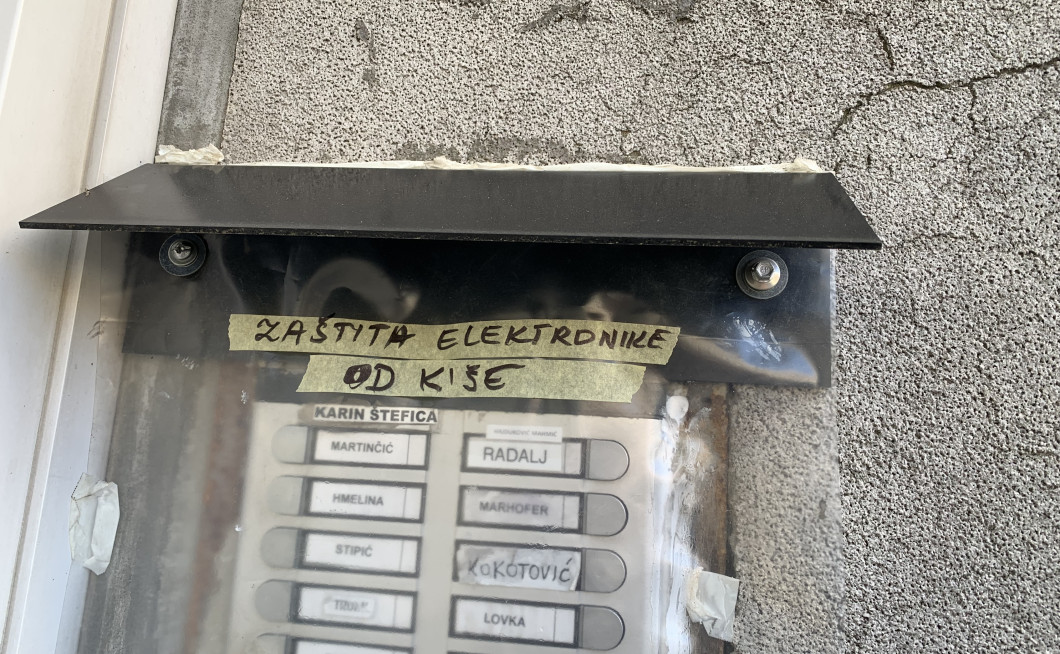 ZAŠTITA ELEKTRONIKE
OD KIŠE
KARIN ŠTEFICA
MARTINČIĆ
RADALJ
HMELINA
MARHOFER
STIPIĆ
KOKOTOVIĆ
LOVKA